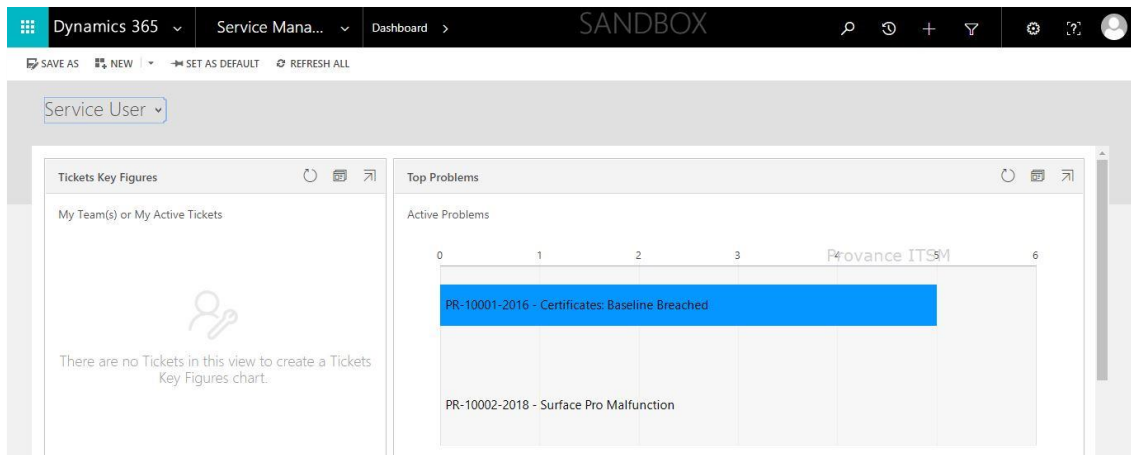 Dynamics 365 Service Mana... Dashboard > SANDBOX
SAVE AS NEW SET AS DEFAULT REFRESH ALL
Service User
Tickets Key Figures
My Team(s) or My Active Tickets
There are no Tickets in this view to create a Tickets
Key Figures chart.
Top Problems
Active Problems
0 1 2 3 4 5 6
Provance ITSM
PR-10001-2016 - Certificates: Baseline Breached
PR-10002-2018 - Surface Pro Malfunction